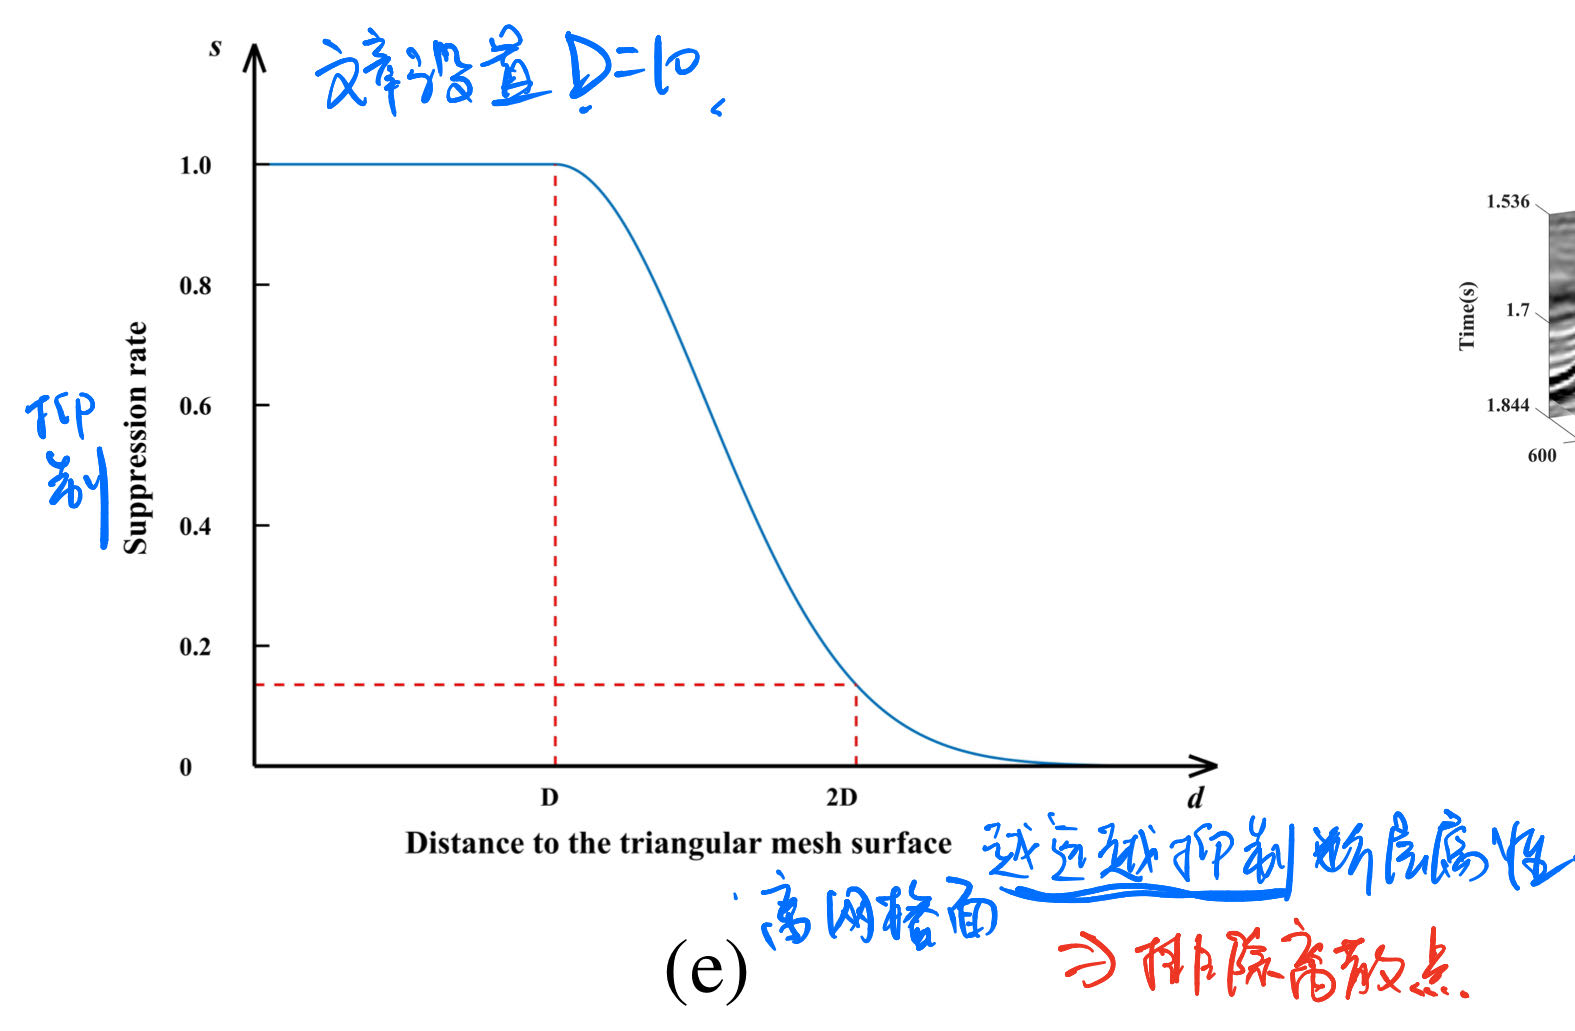 s
文章设置 D=10。
1.0
0.8
0.6
0.4
0.2
0
Suppression rate
抑
制
D
2D
d
Distance to the triangular mesh surface
离网格面
越远越抑制断层属性
⇒ 排除离散点.
(e)
1.536
1.7
1.844
Time(s)
600